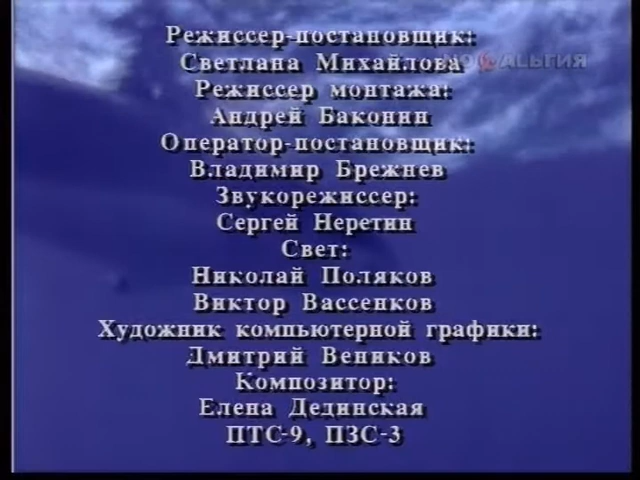 Режиссер-постановщик:
Светлана Михайлова
НОСТАЛЬГИЯ
Режиссер монтажа:
Андрей Баконин
Оператор-постановщик:
Владимир Брежнев
Звукорежиссер:
Сергей Неретин
Свет:
Николай Поляков
Виктор Вассенков
Художник компьютерной графики:
Дмитрий Веников
Композитор:
Елена Дединская
ПТС-9, ПЗС-3